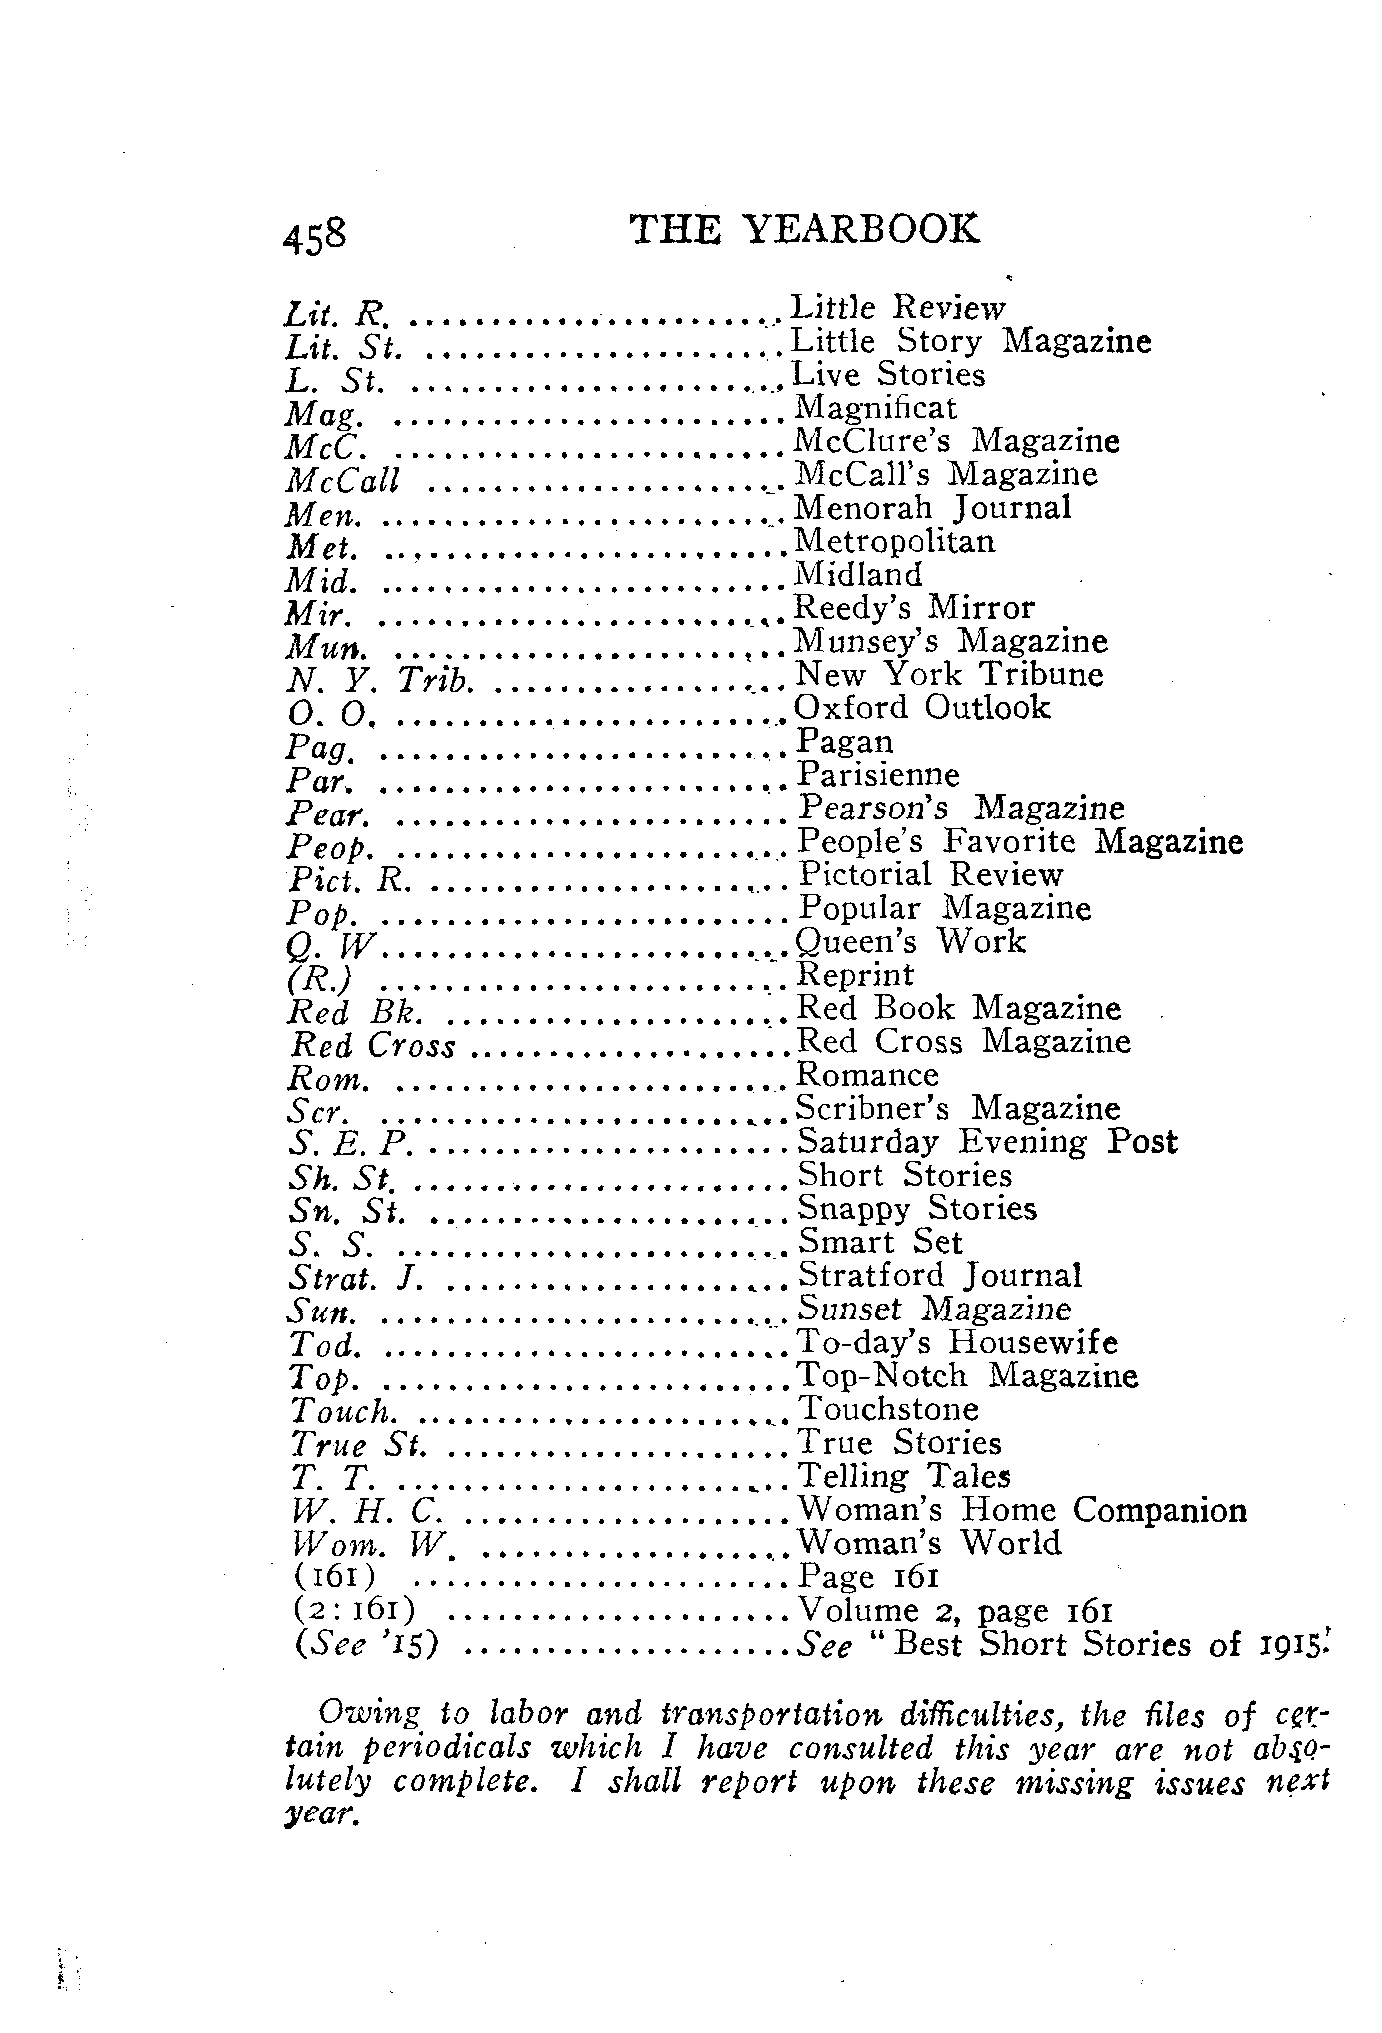 458 THE YEARBOOK
Lit. R. ....................... Little Review
Lit. St. ...................... Little Story Magazine
L. St. ....................... Live Stories
Mag. ........................ Magnificat
McC. ........................ McClure's Magazine
McCall ...................... McCall's Magazine
Men. ......................... Menorah Journal
Met. ......................... Metropolitan
Mid. ......................... Midland
Mir. ......................... Reedy's Mirror
Mun. ........................ Munsey's Magazine
N. Y. Trib. .................. New York Tribune
O. O. ........................ Oxford Outlook
Pag. ......................... Pagan
Par. ......................... Parisienne
Pear. ........................ Pearson's Magazine
Peop. ........................ People's Favorite Magazine
Pict. R. ...................... Pictorial Review
Pop. ......................... Popular Magazine
Q. W......................... Queen's Work
(R.) ......................... Reprint
Red Bk. ..................... Red Book Magazine
Red Cross .................... Red Cross Magazine
Rom. ........................ Romance
Scr. ......................... Scribner's Magazine
S. E. P. ...................... Saturday Evening Post
Sh. St. ....................... Short Stories
Sn. St. ...................... Snappy Stories
S. S. ........................ Smart Set
Strat. J. ..................... Stratford Journal
Sun. ......................... Sunset Magazine
Tod. ......................... To-day's Housewife
Top. ......................... Top-Notch Magazine
Touch. ....................... Touchstone
True St. ..................... True Stories
T. T. ........................ Telling Tales
W. H. C. .................... Woman's Home Companion
Wom. W. ................... Woman's World
(161) ....................... Page 161
(2: 161) ..................... Volume 2, page 161
(See '15) .................... See "Best Short Stories of 1915."
Owing to labor and transportation difficulties, the files of cer-
tain periodicals which I have consulted this year are not abso-
lutely complete. I shall report upon these missing issues next
year.